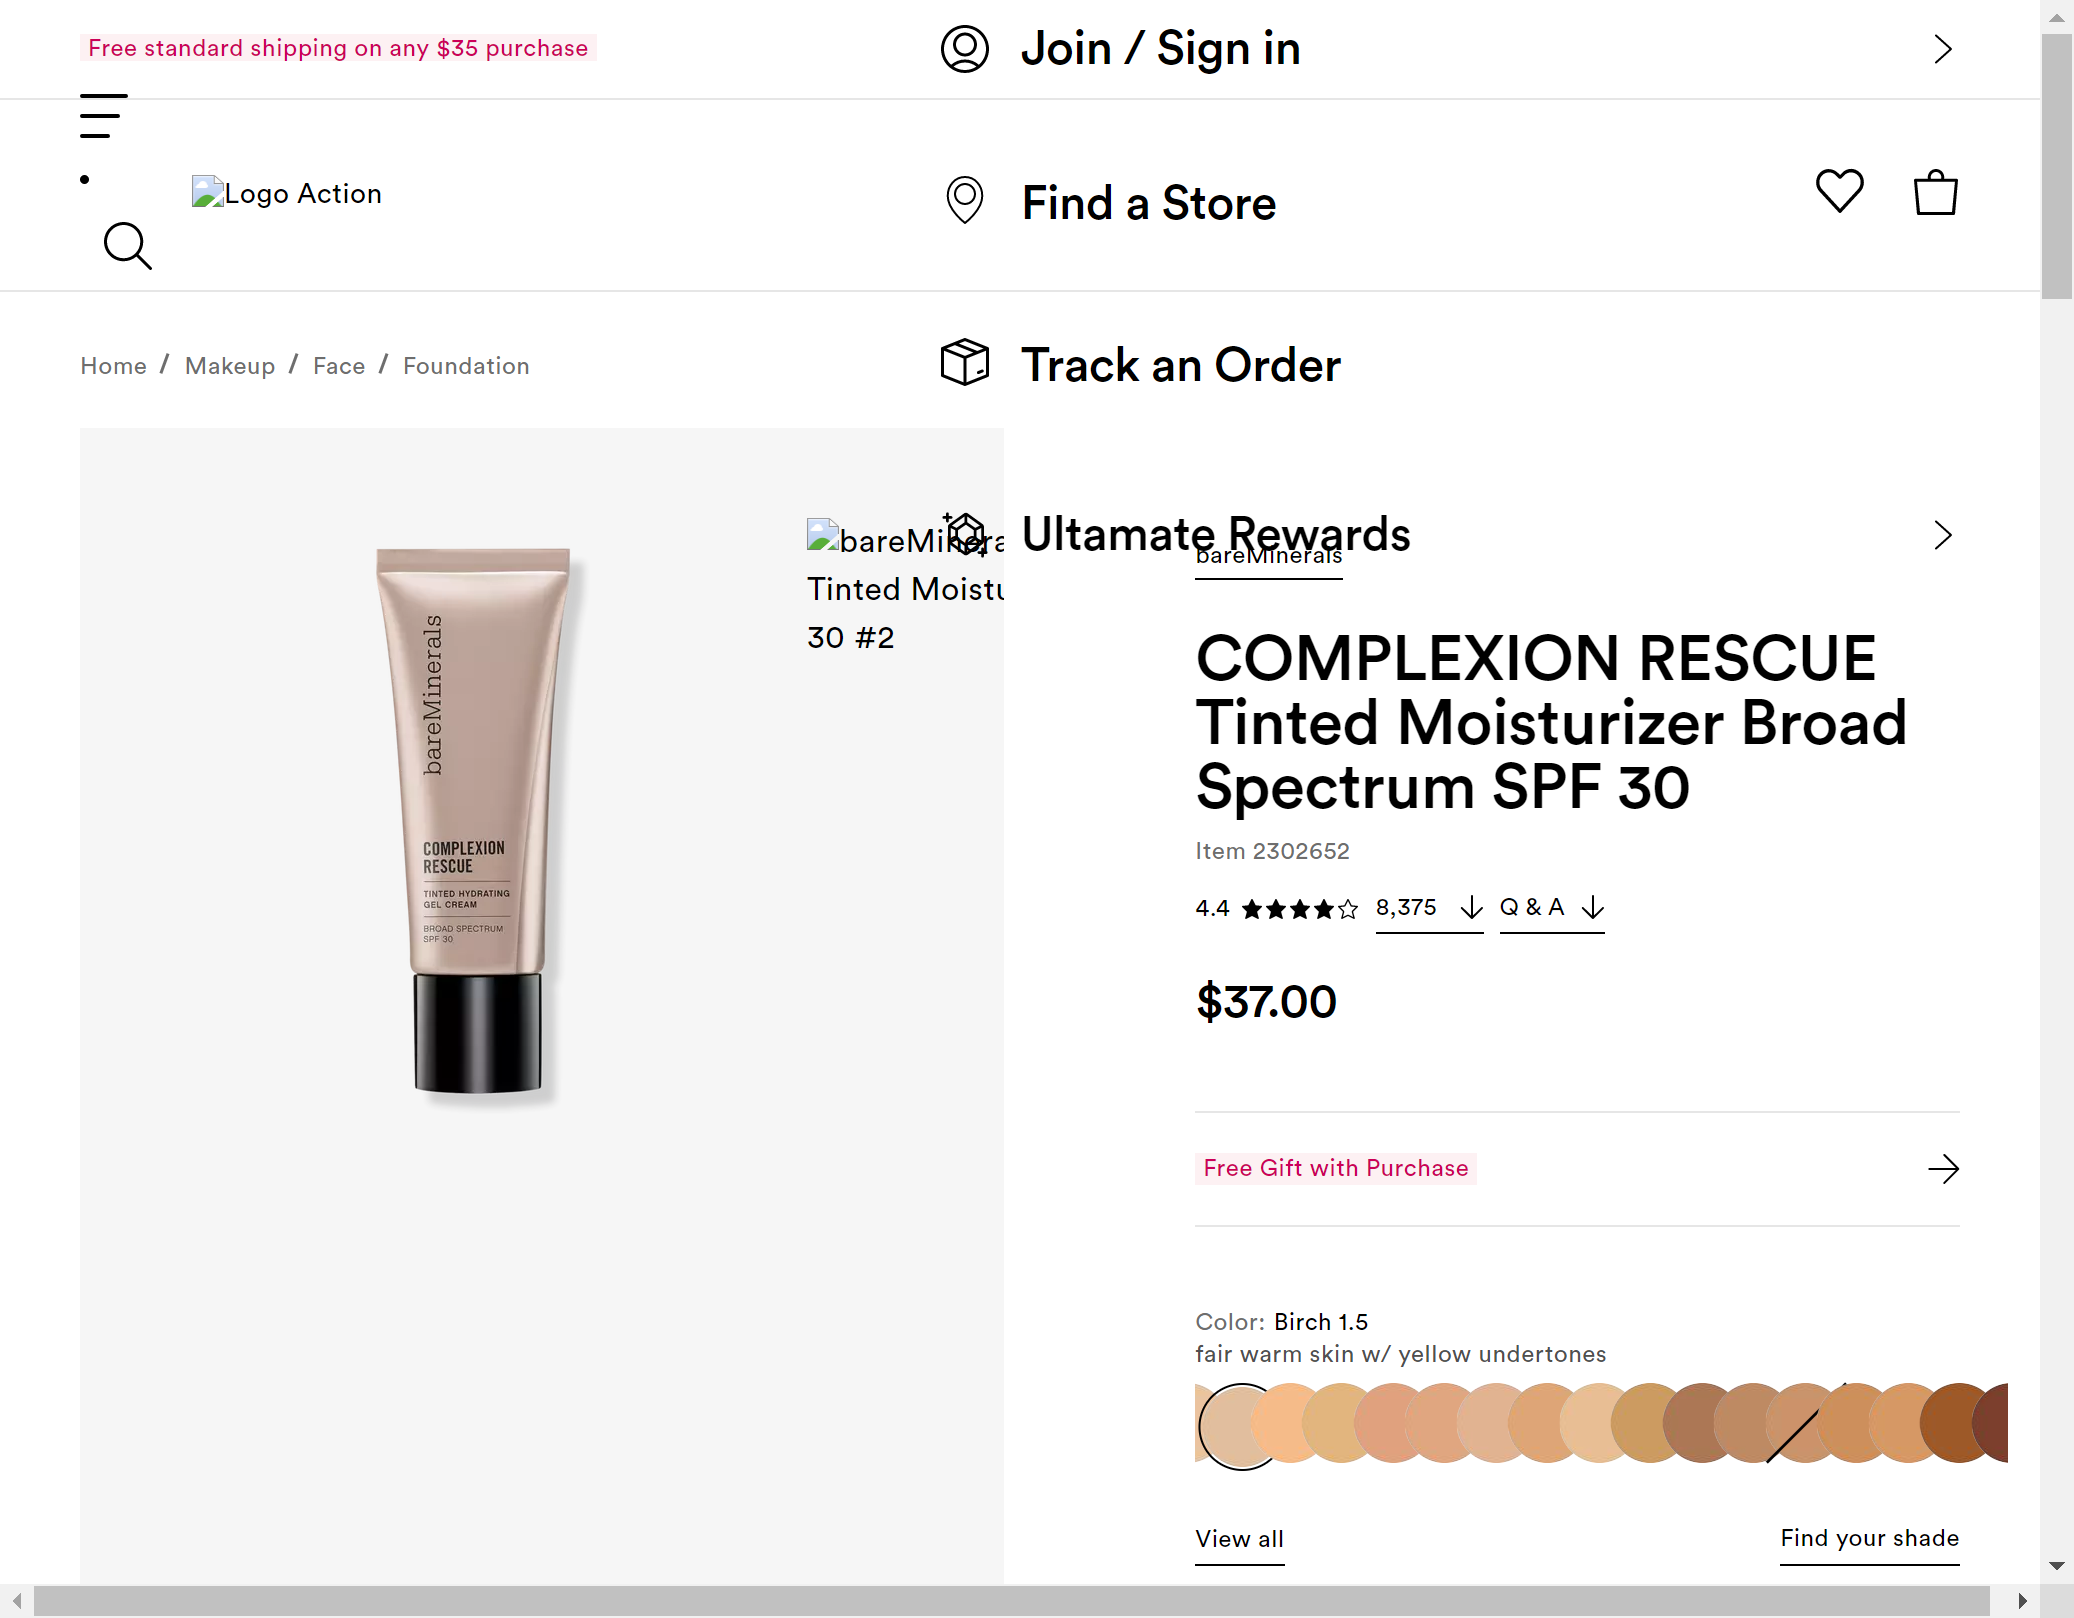 Free standard shipping on any $35 purchase
Join / Sign in
Logo Action
Find a Store
Home / Makeup / Face / Foundation
Track an Order
Ultamate Rewards
bareMinera
Tinted Moistu
30 #2
bareMinerals
COMPLEXION
RESCUE
TINTED HYDRATING
GEL CREAM
BROAD SPECTRUM
SPF 30
bareMinerals
COMPLEXION RESCUE
Tinted Moisturizer Broad
Spectrum SPF 30
Item 2302652
4.4 8,375 Q & A
$37.00
Free Gift with Purchase
Color: Birch 1.5
fair warm skin w/ yellow undertones
View all
Find your shade